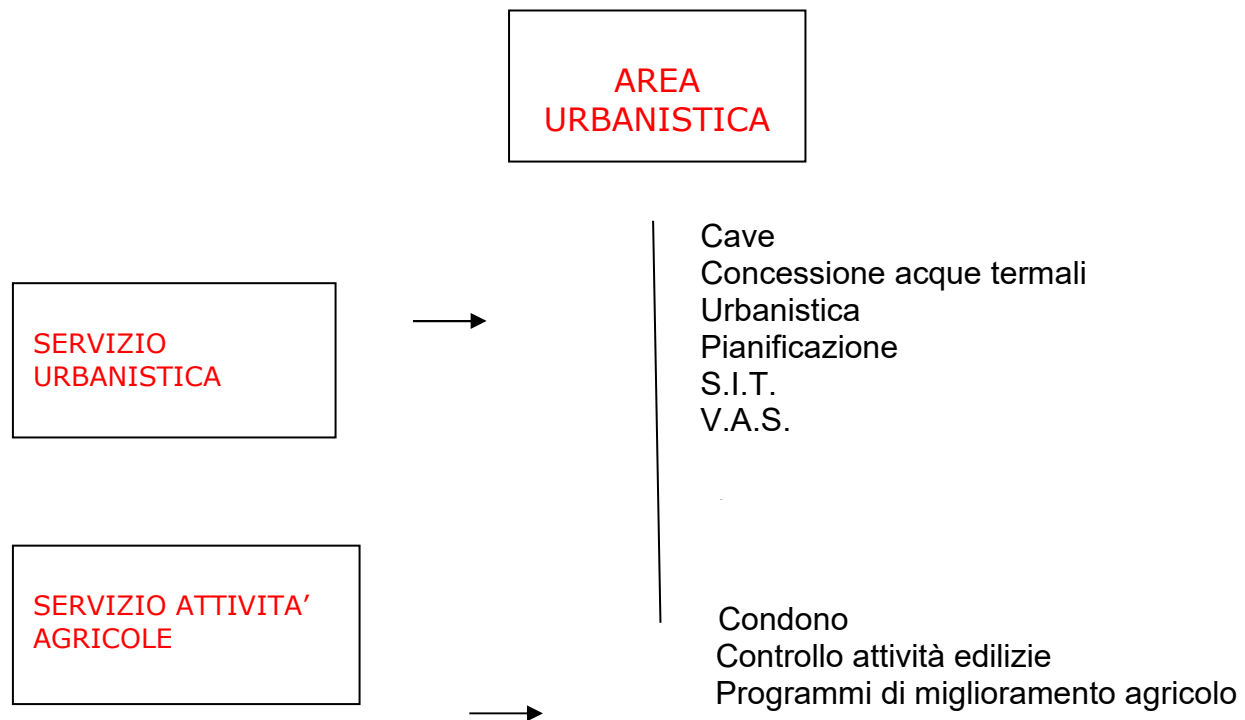 AREA
URBANISTICA
Cave
Concessione acque termali
Urbanistica
Pianificazione
S.I.T.
V.A.S.
SERVIZIO
URBANISTICA
SERVIZIO ATTIVITA’
AGRICOLE
Condono
Controllo attività edilizie
Programmi di miglioramento agricolo